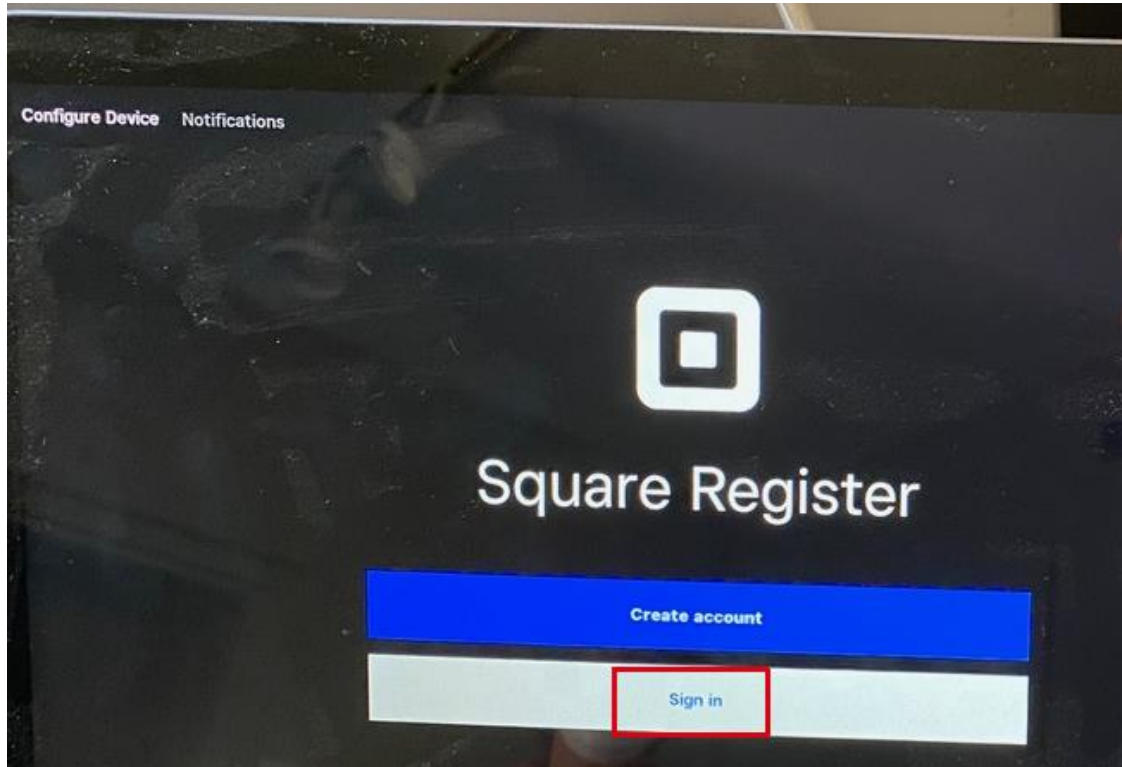 Configure Device Notifications
Square Register
Create account
Sign in